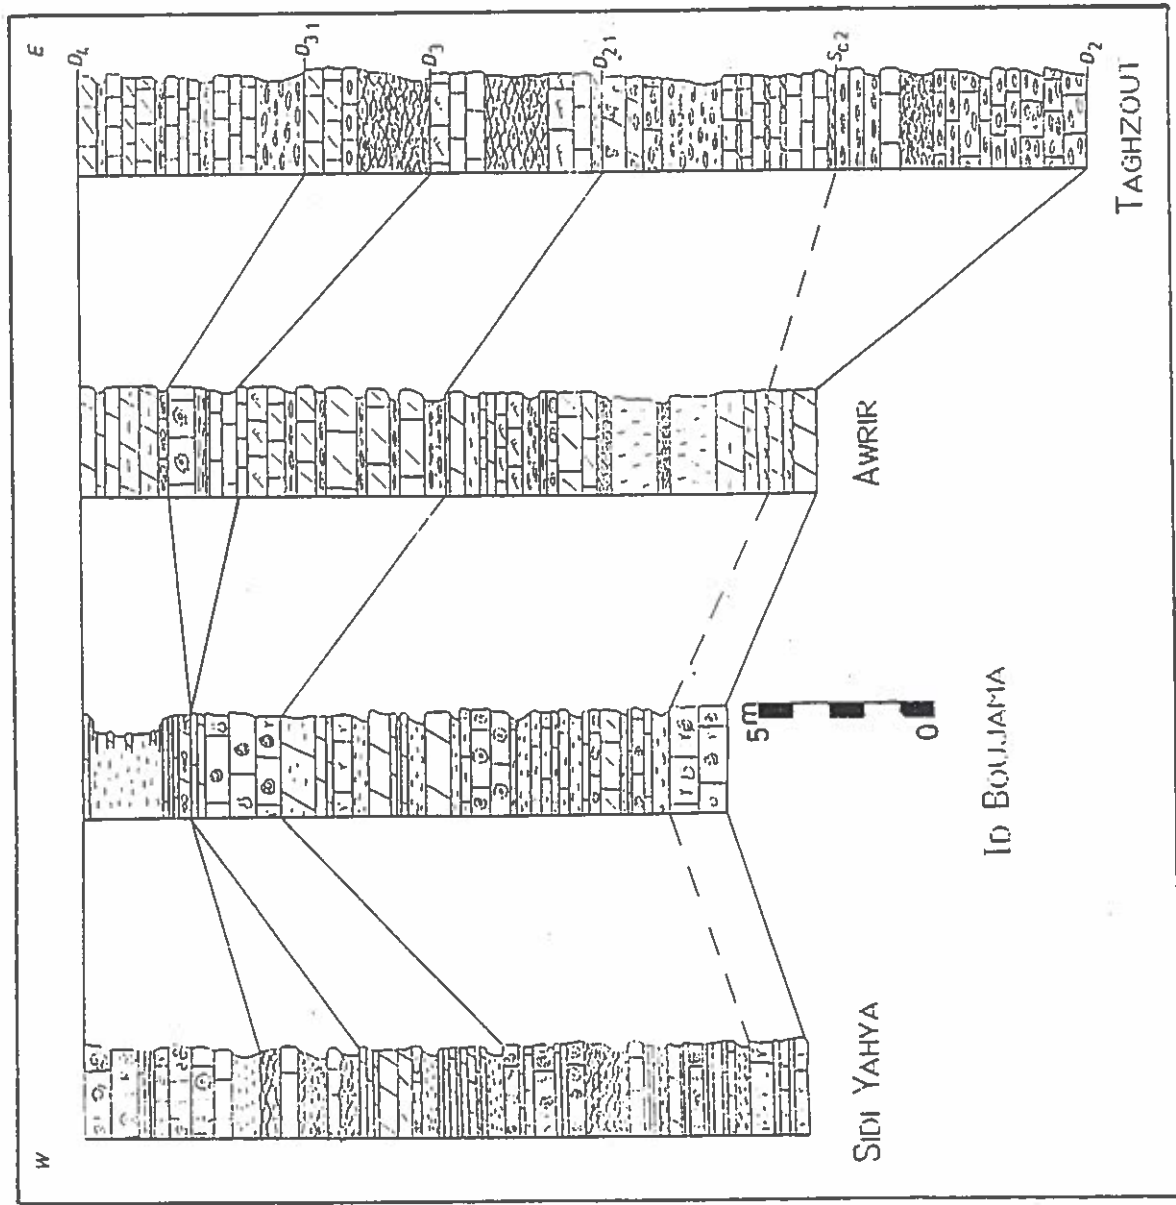 W
E
D4
D31
D3
D21
Sc2
D2
SIDI YAHYA
ID BOUJAMA
AWRIR
TAGHZOUT
5m
0